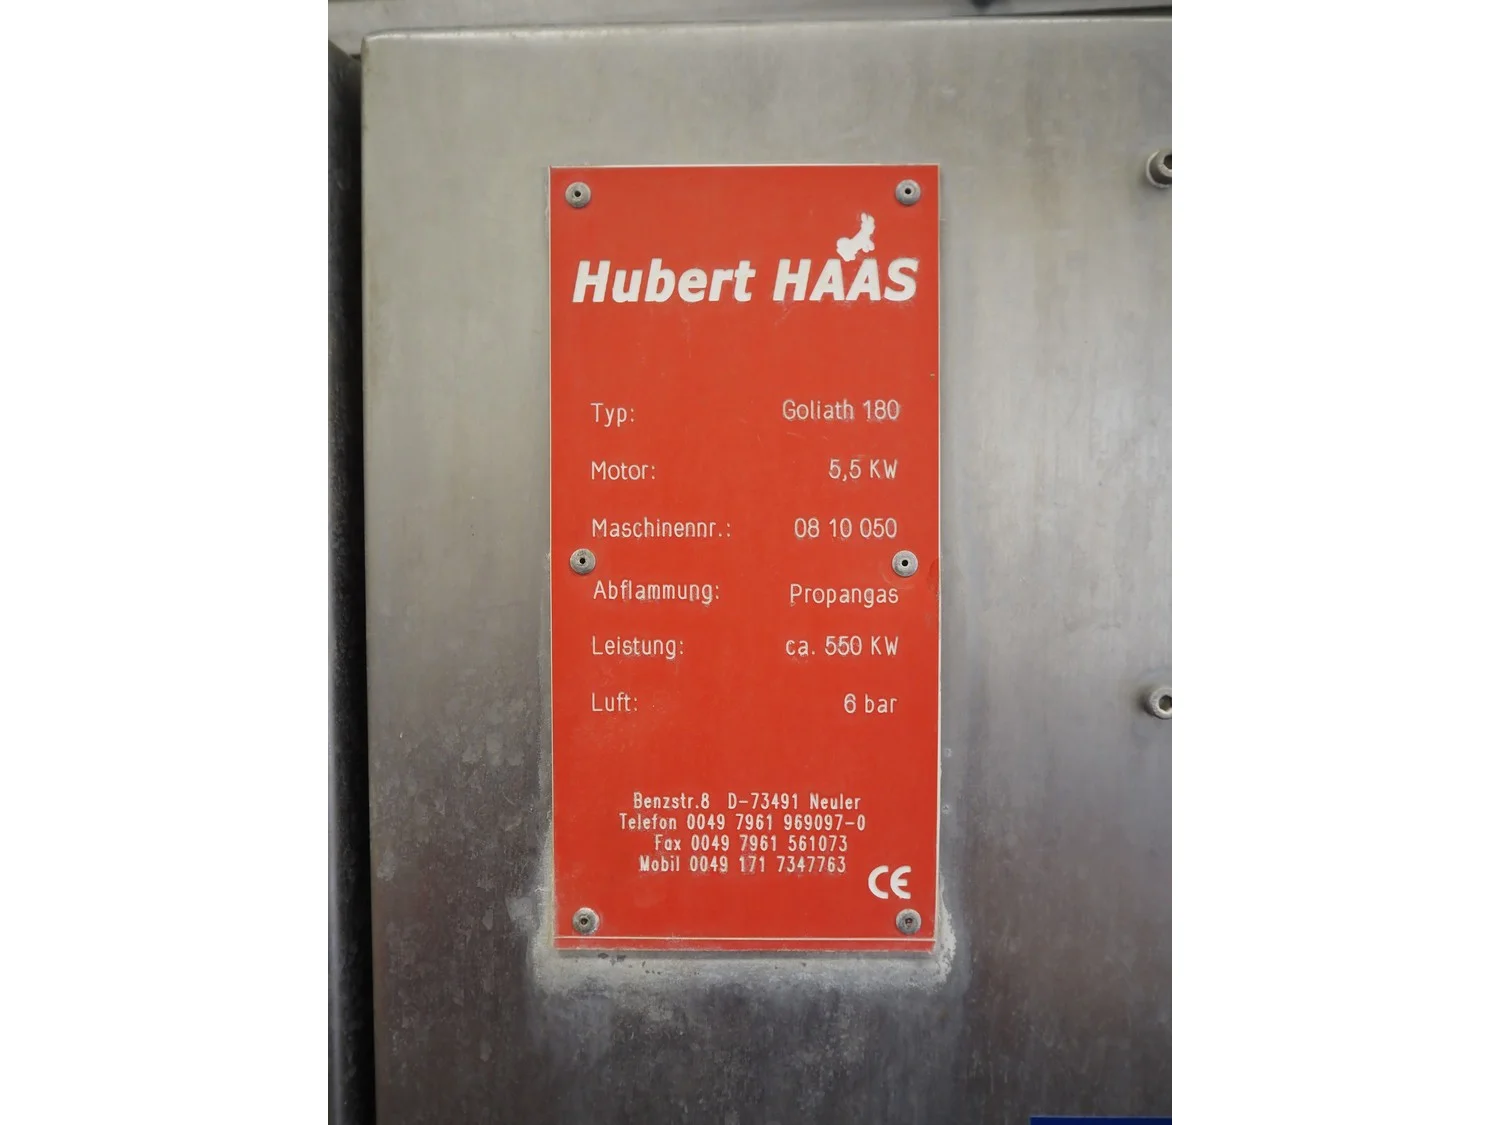 Hubert HAAS
Typ: Goliath 180
Motor: 5,5 KW
Maschinennr.: 08 10 050
Abflammung: Propangas
Leistung: ca. 550 KW
Luft: 6 bar
Benzstr.8 D-73491 Neuler
Telefon 0049 7961 969097-0
Fax 0049 7961 561073
Mobil 0049 171 7347763
CE